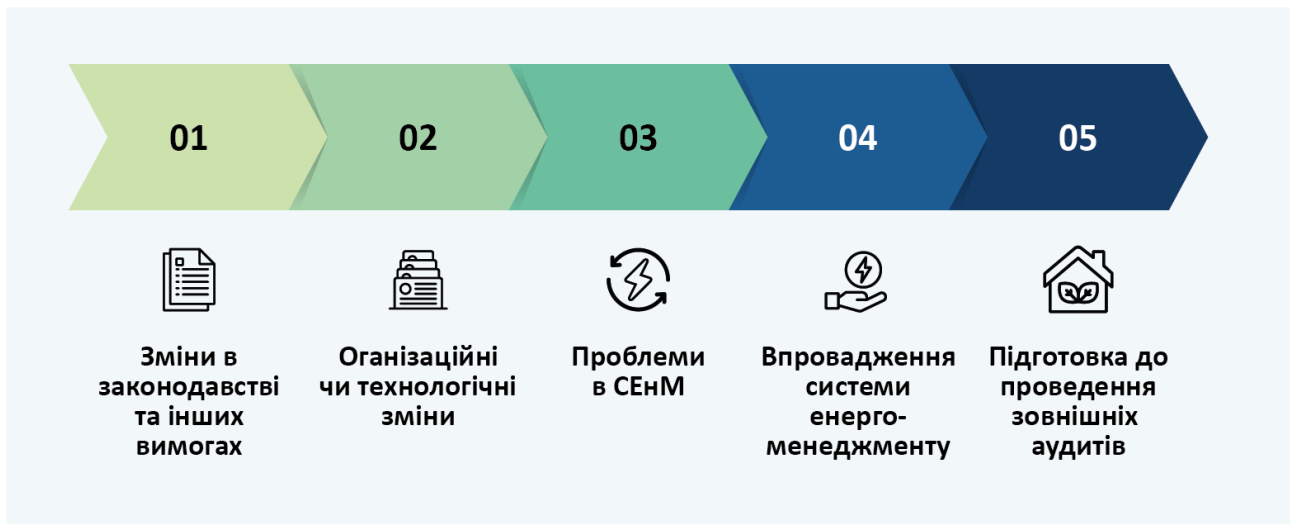 01
02
03
04
05
Зміни в
законодавстві
та інших
вимогах
Оганізаційні
чи технологічні
зміни
Проблеми
в СЕнМ
Впровадження
системи
енерго-
менеджменту
Підготовка до
проведення
зовнішніх
аудитів